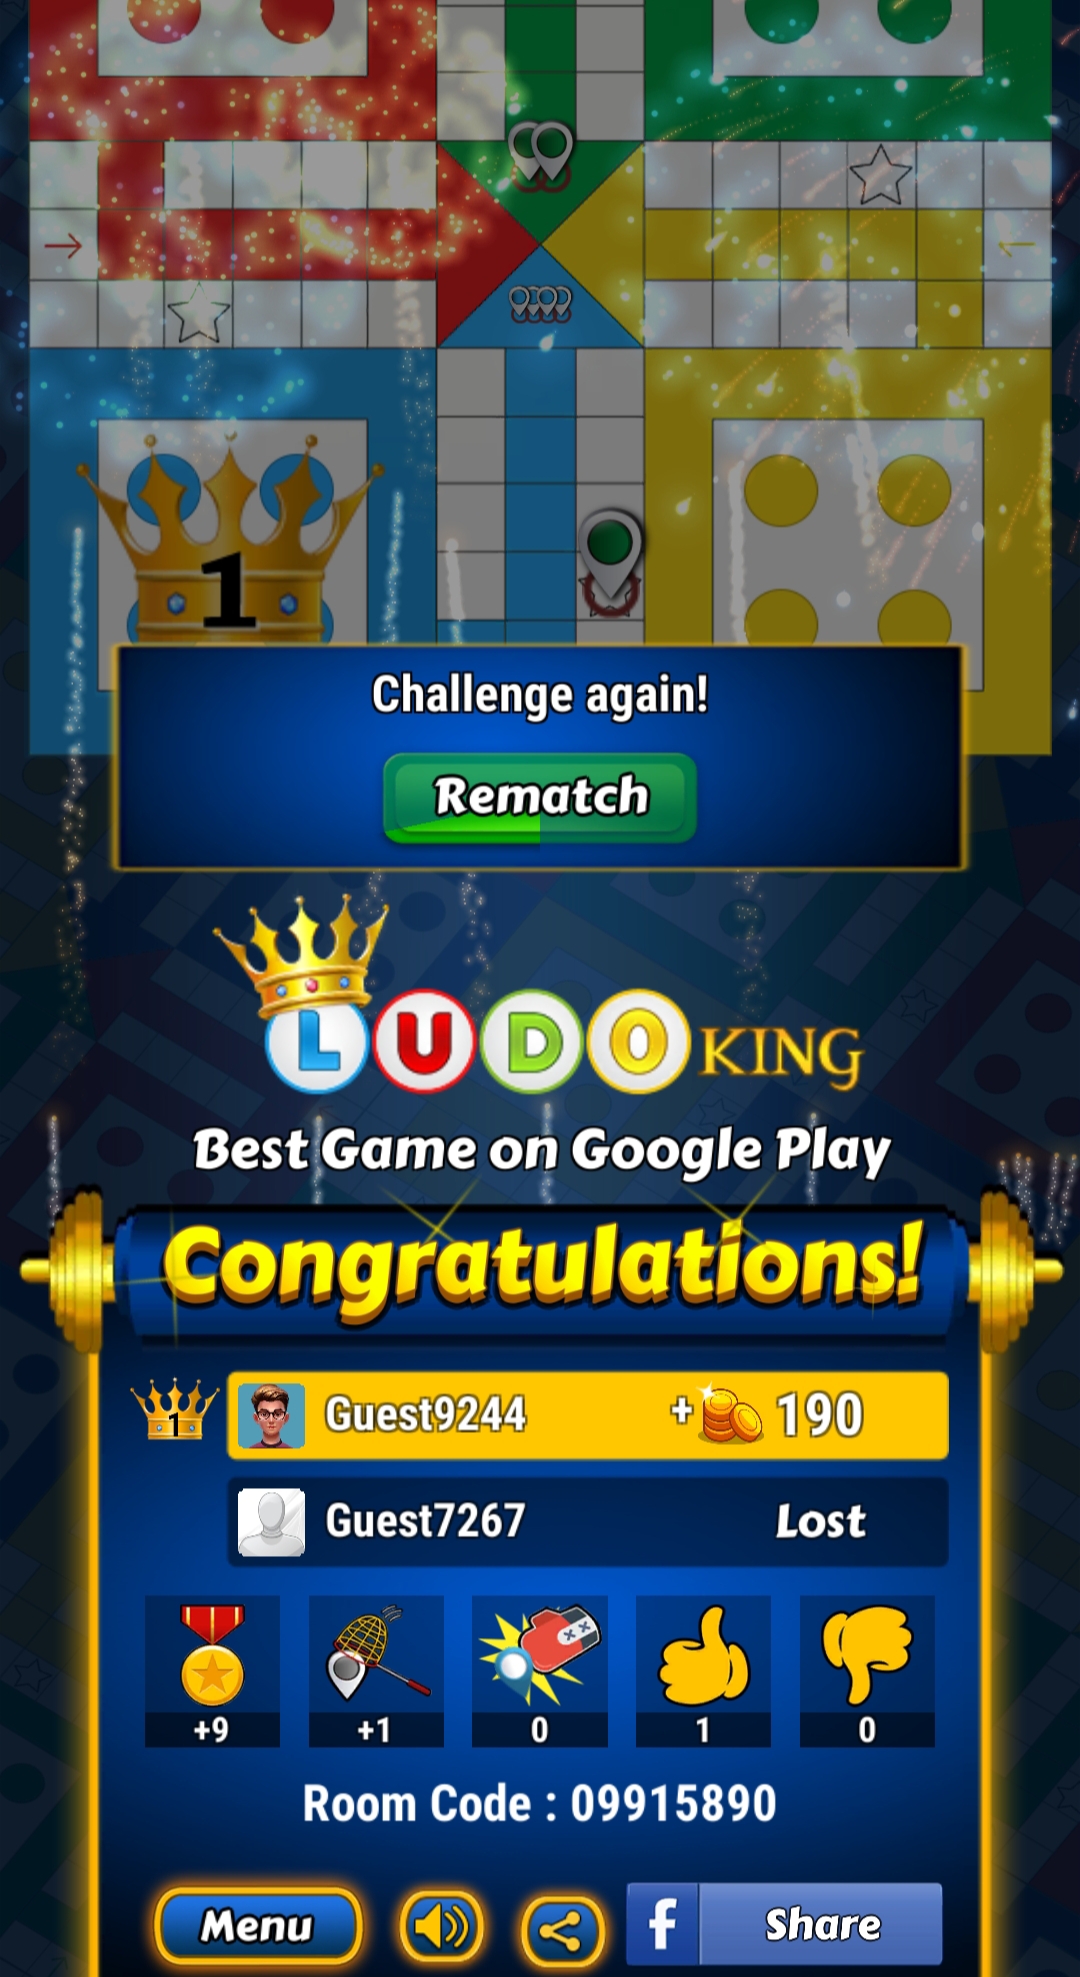 1
Challenge again!
Rematch
LUDO KING
Best Game on Google Play
Congratulations!
1 Guest9244 + 190
Guest7267 Lost
+9 +1 0 1 0
Room Code : 09915890
Menu f Share